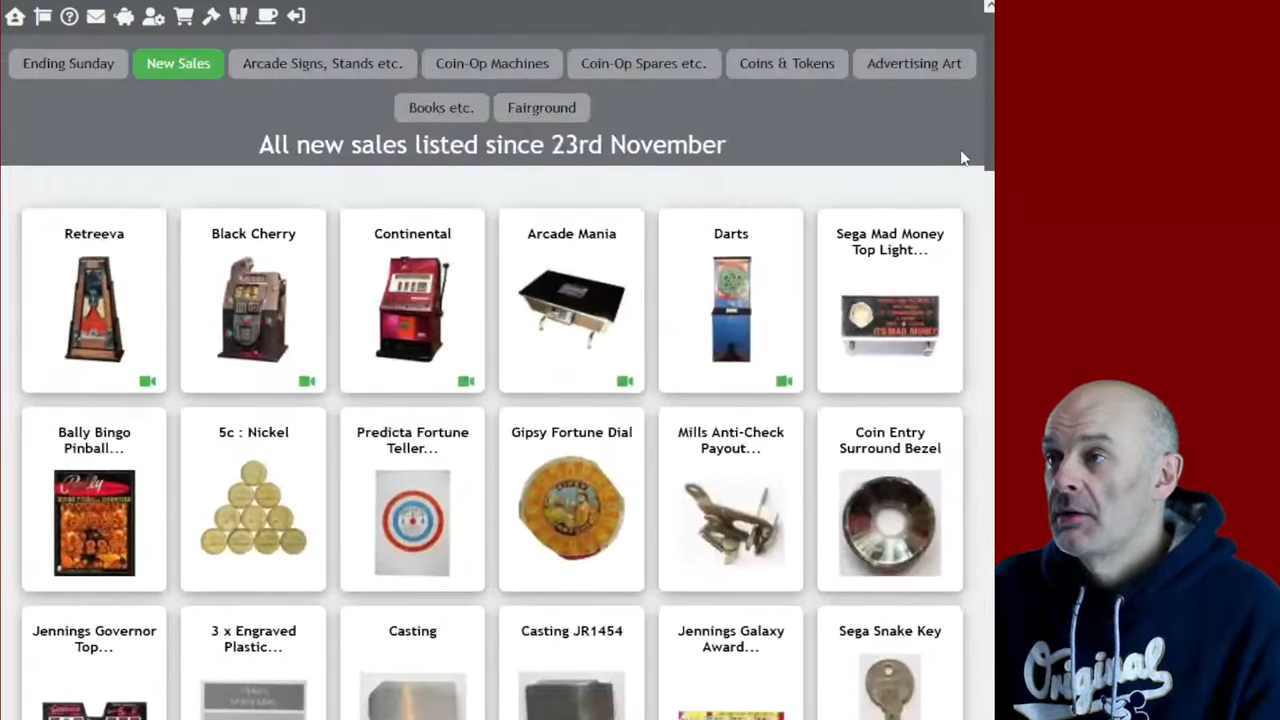 Ending Sunday
New Sales
Arcade Signs, Stands etc.
Coin-Op Machines
Coin-Op Spares etc.
Coins & Tokens
Advertising Art
Books etc.
Fairground
All new sales listed since 23rd November
Retreeva
Black Cherry
Continental
Arcade Mania
Darts
Sega Mad Money
Top Light...
IT'S MAD MONEY
Bally Bingo
Pinball...
Bally
5c : Nickel
Predicta Fortune
Teller...
Gipsy Fortune Dial
Mills Anti-Check
Payout...
Coin Entry
Surround Bezel
Jennings Governor
Top...
3 x Engraved
Plastic...
Casting
Casting JR1454
Jennings Galaxy
Award...
Sega Snake Key
Original